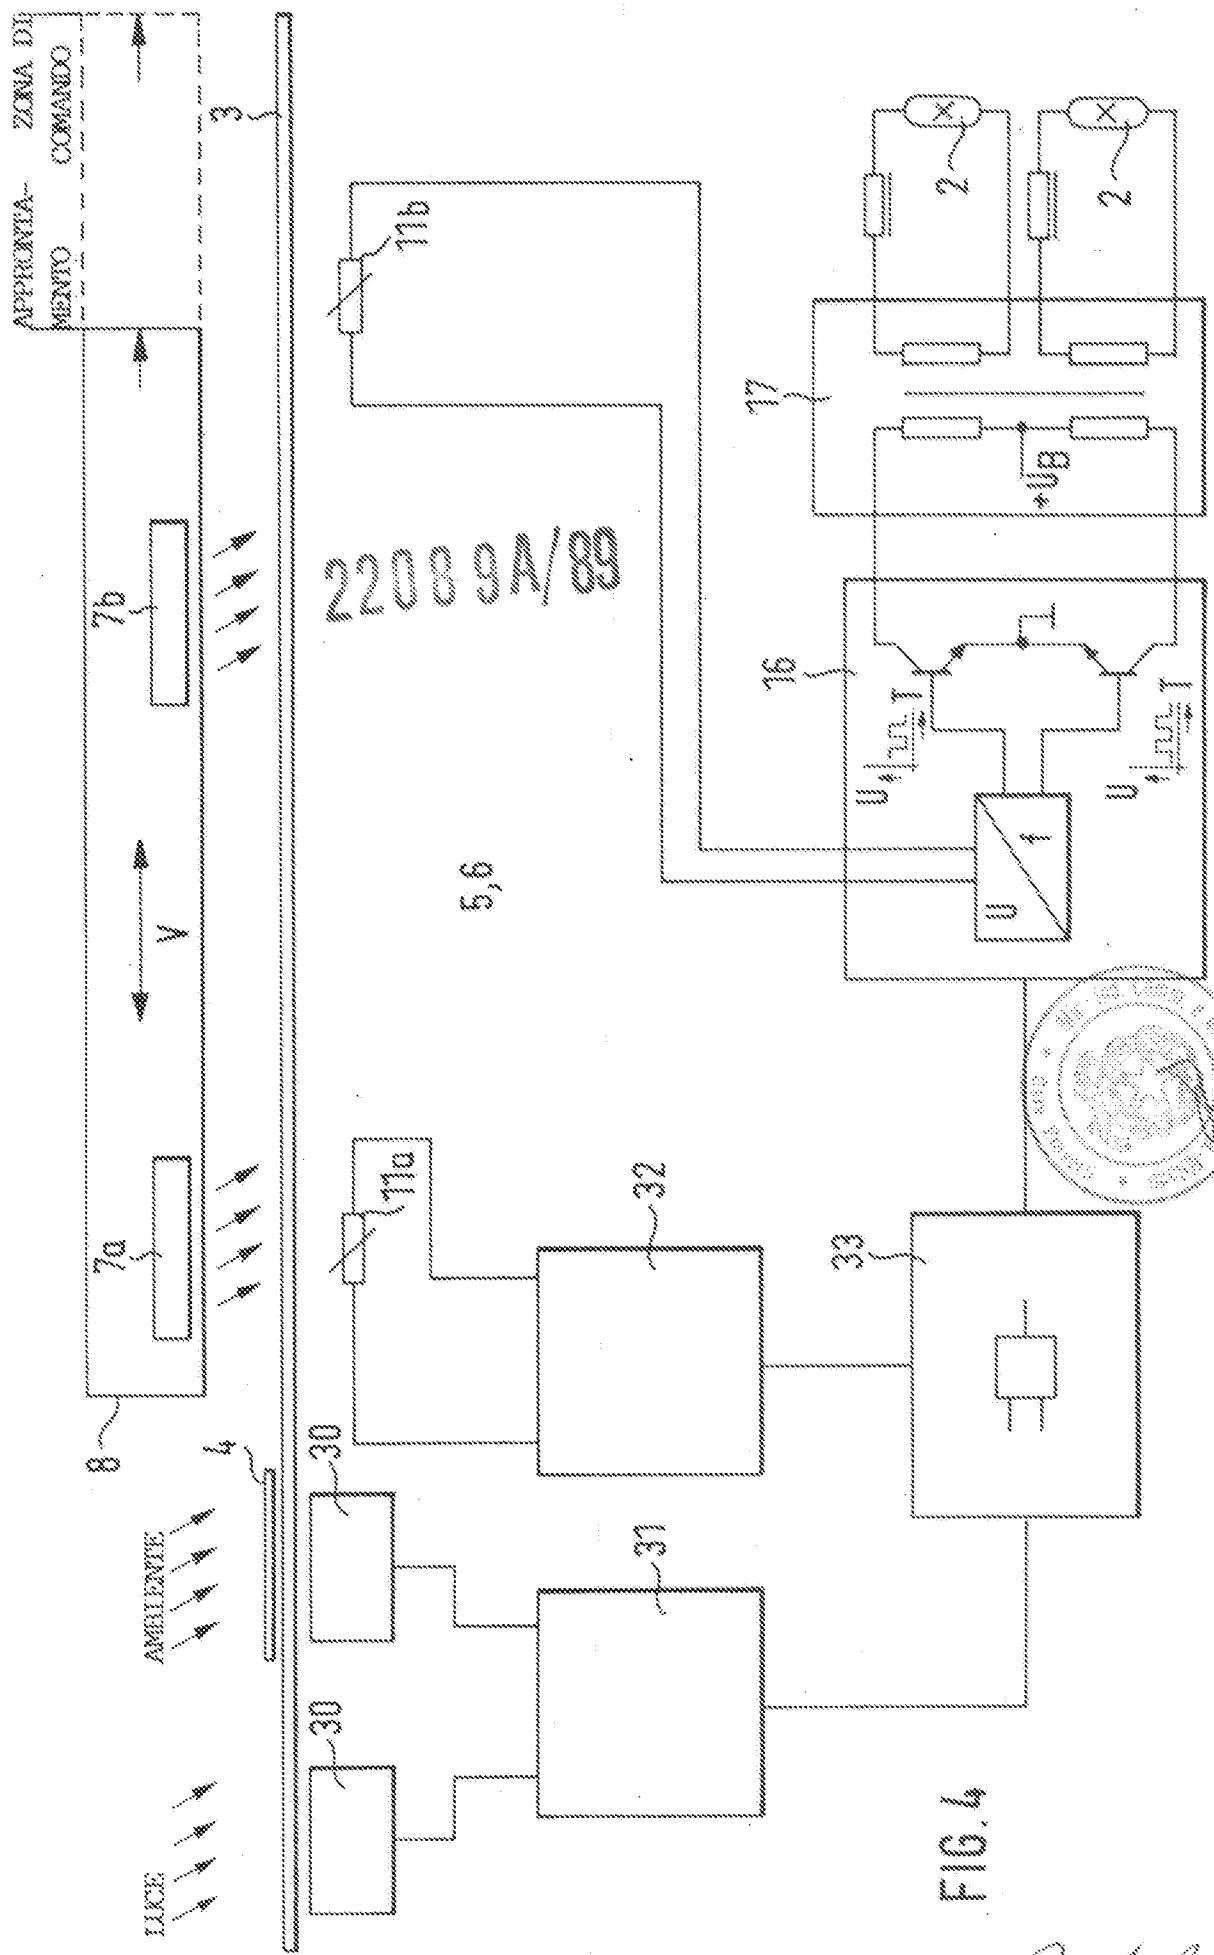 APPRONTA- ZONA DI
MENTO COMANDO
LUCE AMBIENTE
8
7a
V
7b
4
3
30
30
11a
11b
22089A/89
31
32
5,6
33
16
17
U T
U f
U T
+UB
2
2
FIG. 4